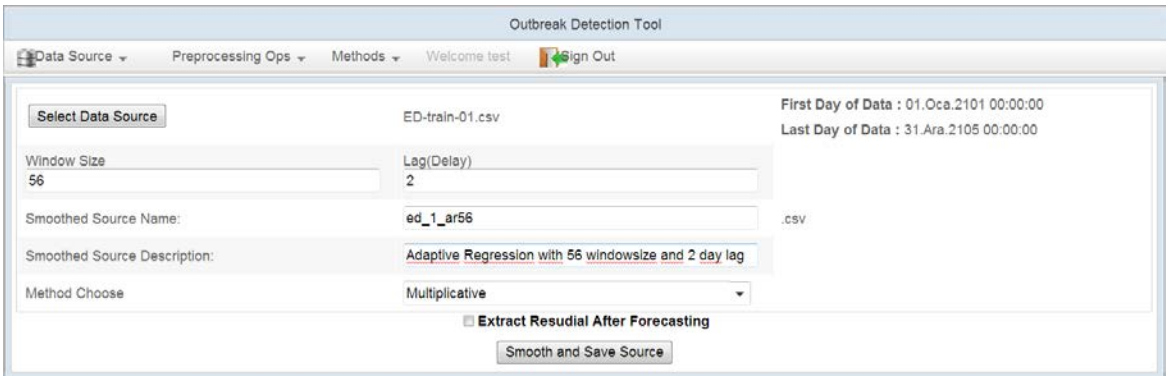 Outbreak Detection Tool
Data Source Preprocessing Ops Methods Welcome test Sign Out
Select Data Source ED-train-01.csv First Day of Data : 01.Oca.2101 00:00:00
Last Day of Data : 31.Ara.2105 00:00:00
Window Size Lag(Delay)
56 2
Smoothed Source Name: ed_1_ar56 .csv
Smoothed Source Description: Adaptive Regression with 56 windowsize and 2 day lag
Method Choose Multiplicative
Extract Resudial After Forecasting
Smooth and Save Source